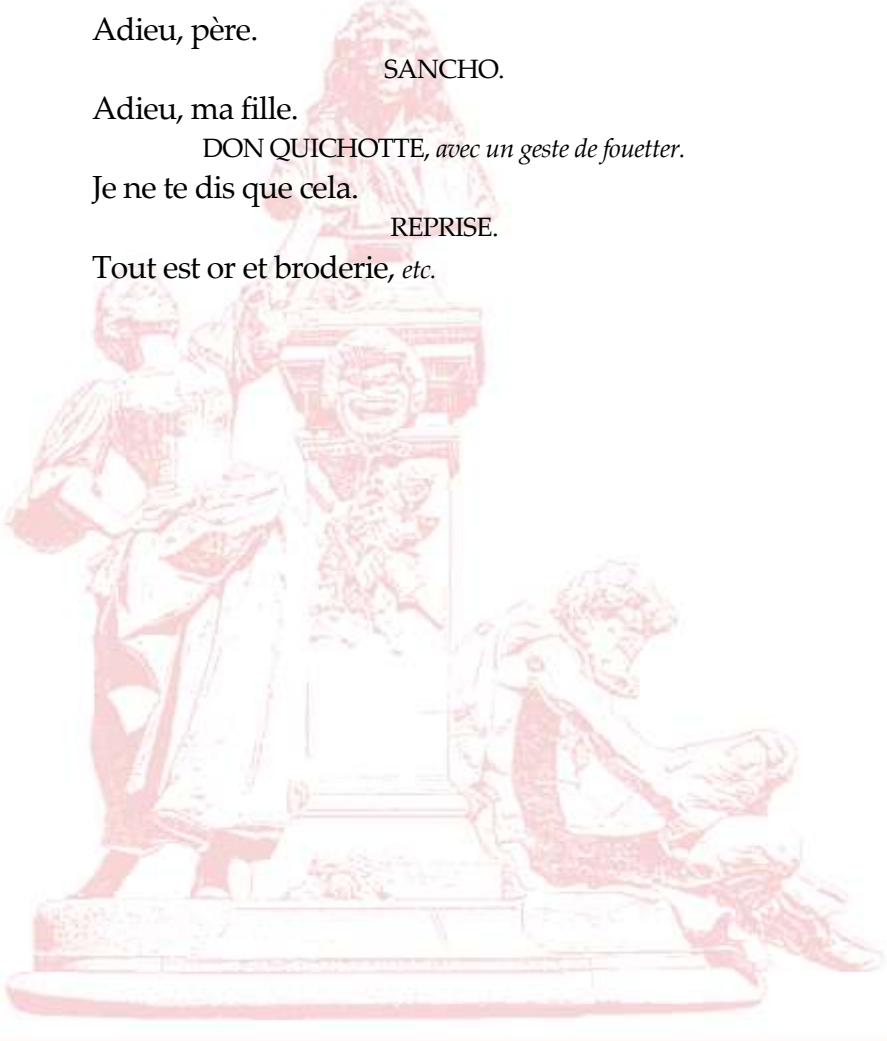 Adieu, père.
SANCHO.
Adieu, ma fille.
DON QUICHOTTE, avec un geste de fouetter.
Je ne te dis que cela.
REPRISE.
Tout est or et broderie, etc.